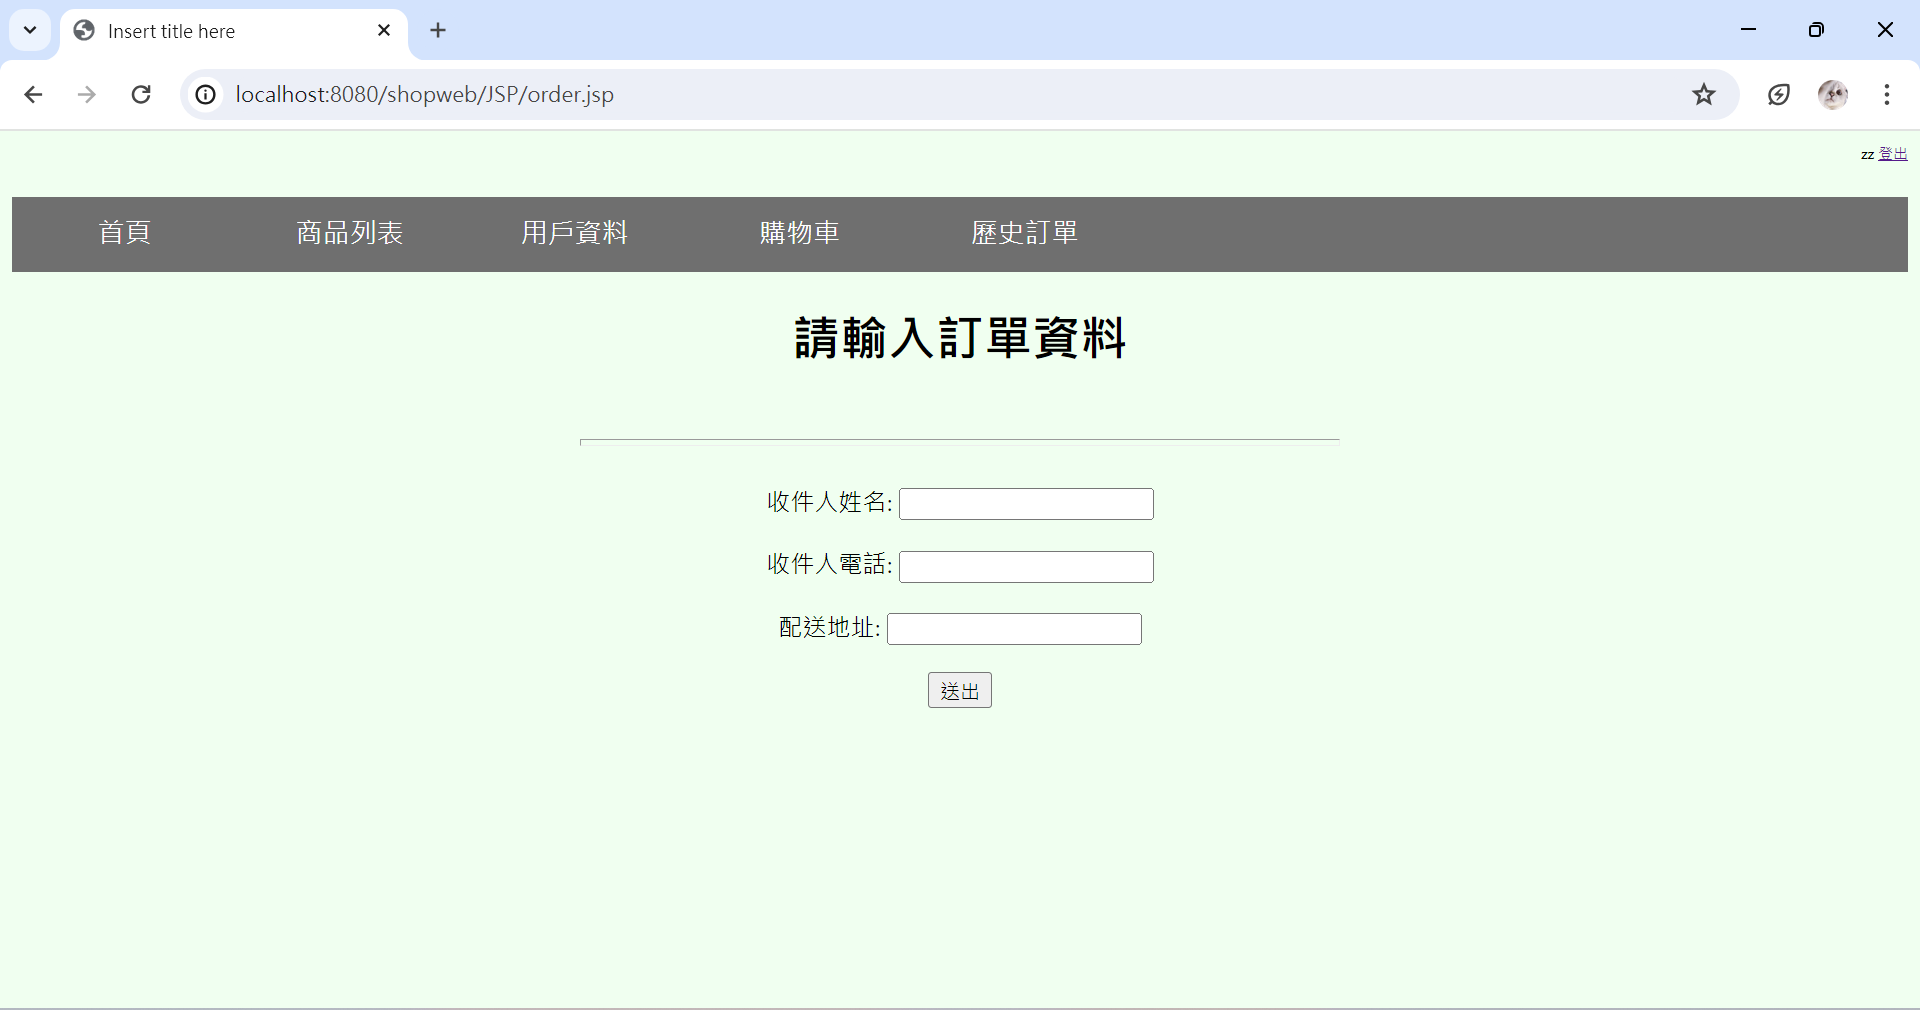 Insert title here
localhost:8080/shopweb/JSP/order.jsp
zz 登出
首頁 商品列表 用戶資料 購物車 歷史訂單
請輸入訂單資料
收件人姓名:
收件人電話:
配送地址:
送出